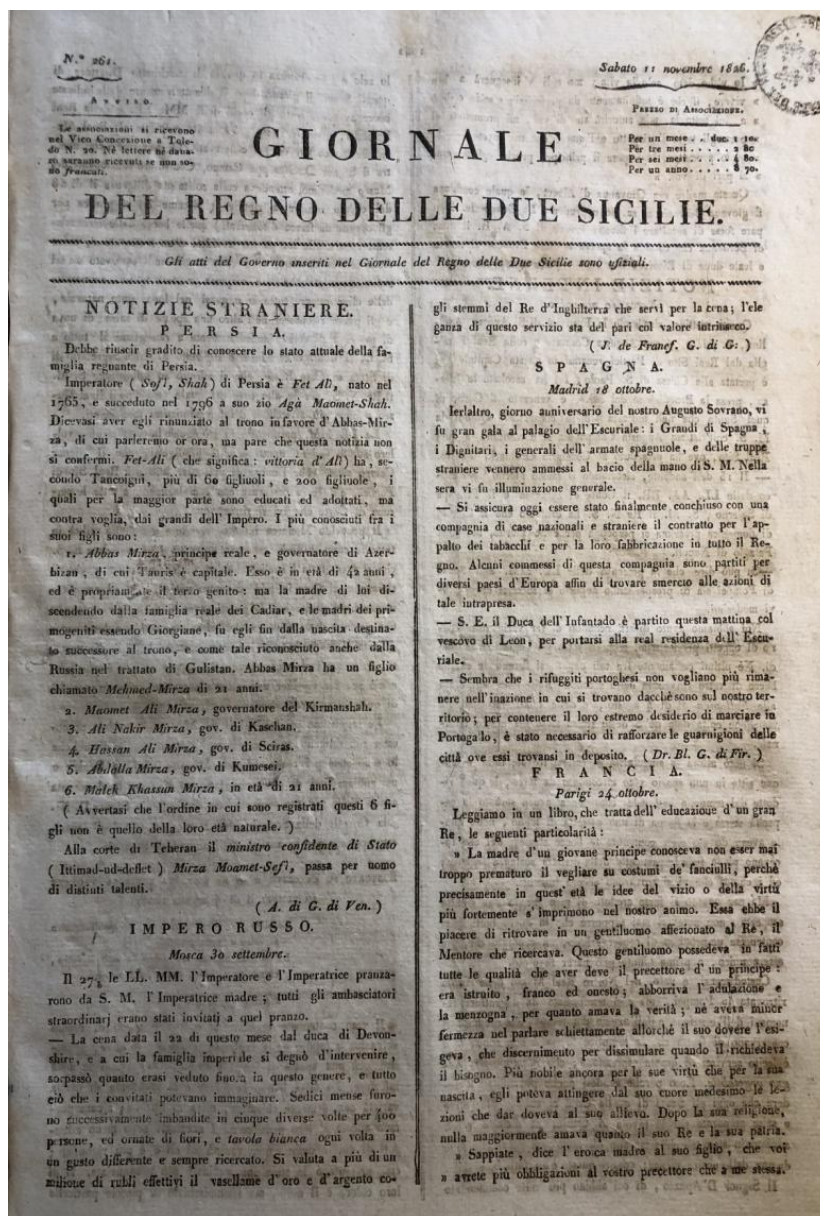 N.° 261.
Sabato 11 novembre 1826.
AVVISO.
Le associazioni si ricevono
nel Vico Concezione a Tole-
do N. 20. Nè lettere nè dana-
ro saranno ricevuti se non so-
no francati.
PREZZO DI ASSOCIAZIONE.
Per un mese . . duc. 1 10.
Per tre mesi . . . . . 2 80
Per sei mesi . . . . . 4 80.
Per un anno . . . . . 8 70.
GIORNALE
DEL REGNO DELLE DUE SICILIE.
Gli atti del Governo inseriti nel Giornale del Regno delle Due Sicilie sono ufiziali.
NOTIZIE STRANIERE.
PERSIA.
Debbe riuscir gradito di conoscere lo stato attuale della fa-
miglia regnante di Persia.
Imperatore ( Sofì, Shah ) di Persia è Fet Alì, nato nel
1765, e succeduto nel 1796 a suo zio Agà Maomet-Shah.
Dicevasi aver egli rinunziato al trono in favore d'Abbas-Mir-
za, di cui parleremo or ora, ma pare che questa notizia non
si confermi. Fet-Ali ( che significa : vittoria d'Alì ) ha, se-
condo Tancoigni, più di 60 figliuoli, e 200 figliuole, i
quali per la maggior parte sono educati ed adottati, ma
contra voglia, dai grandi dell' Impero. I più conosciuti fra i
suoi figli sono :
1. Abbas Mirza, principe reale, e governatore di Azer-
bizan, di cui Tauris è capitale. Esso è in età di 42 anni,
ed è propriamente il terzo genito : ma la madre di lui di-
scendendo dalla famiglia reale dei Cadiar, e le madri dei pri-
mogeniti essendo Giorgiane, fu egli fin dalla nascita destina-
to successore al trono, e come tale riconosciuto anche dalla
Russia nel trattato di Gulistan. Abbas Mirza ha un figlio
chiamato Mehmed-Mirza di 21 anni.
2. Maomet Ali Mirza, governatore del Kirmanshah.
3. Ali Nakir Mirza, gov. di Kaschan.
4. Hassan Ali Mirza, gov. di Sciras.
5. Abdalla Mirza, gov. di Kumesei.
6. Malek Khassun Mirza, in età di 21 anni.
( Avvertasi che l'ordine in cui sono registrati questi 6 fi-
gli non è quello della loro età naturale. )
Alla corte di Teheran il ministro confidente di Stato
( Ittimad-ud-deflet ) Mirza Moamet-Sefì, passa per uomo
di distinti talenti.
( A. di G. di Ven. )
IMPERO RUSSO.
Mosca 30 settembre.
Il 27, le LL. MM. l'Imperatore e l'Imperatrice pranza-
rono da S. M. l'Imperatrice madre ; tutti gli ambasciatori
straordinarj erano stati invitati a quel pranzo.
— La cena data il 22 di questo mese dal duca di Devon-
shire, e a cui la famiglia imperiale si degnò d'intervenire,
sorpassò quanto erasi veduto finora in questo genere, e tutto
ciò che i convitati potevano immaginare. Sedici mense furo-
no successivamente imbandite in cinque diverse volte per 400
persone, ed ornate di fiori, e tavola bianca ogni volta in
un gusto differente e sempre ricercato. Si valuta a più di un
milione di rubli effettivi il vasellame d'oro e d'argento co-
gli stemmi del Re d'Inghilterra che servì per la cena; l'ele
ganza di questo servizio sta del pari col valore intrinseco.
( J. de Francf. G. di G: )
SPAGNA.
Madrid 18 ottobre.
Ierlaltro, giorno anniversario del nostro Augusto Sovrano, vi
fu gran gala al palagio dell'Escuriale : i Grandi di Spagna,
i Dignitari, i generali dell'armate spagnuole, e delle truppe
straniere vennero ammessi al bacio della mano di S. M. Nella
sera vi fu illuminazione generale.
— Si assicura oggi essere stato finalmente conchiuso con una
compagnia di case nazionali e straniere il contratto per l'ap-
palto dei tabacchi e per la loro fabbricazione in tutto il Re-
gno. Alcuni commessi di questa compagnia sono partiti per
diversi paesi d'Europa affin di trovare smercio alle azioni di
tale intrapresa.
— S. E. il Duca dell'Infantado è partito questa mattina col
vescovo di Leon, per portarsi alla real residenza dell'Escu-
riale.
— Sembra che i rifuggiti portoghesi non vogliano più rima-
nere nell'inazione in cui si trovano dacchè sono sul nostro ter-
ritorio ; per contenere il loro estremo desiderio di marciare in
Portogallo, è stato necessario di rafforzare le guarnigioni delle
città ove essi trovansi in deposito. ( Dr. Bl. G. di Fir. )
FRANCIA.
Parigi 24 ottobre.
Leggiamo in un libro, che tratta dell'educazione d'un gran
Re, le seguenti particolarità :
» La madre d'un giovane principe conosceva non esser mai
troppo prematuro il vegliare su costumi de' fanciulli, perchè
precisamente in quest' età le idee del vizio o della virtù
più fortemente s'imprimono nel nostro animo. Essa ebbe il
piacere di ritrovare in un gentiluomo affezionato al Re, il
Mentore che ricercava. Questo gentiluomo possedeva in fatti
tutte le qualità che aver deve il precettore d'un principe :
era istruito, franco ed onesto ; abborriva l'adulazione e
la menzogna, per quanto amava la verità ; nè aveva minor
fermezza nel parlare schiettamente allorchè il suo dovere l'esi-
geva, che discernimento per dissimulare quando il richiedeva
il bisogno. Più nobile ancora per le sue virtù che per la sua
nascita, egli poteva attingere dal suo cuore medesimo le le-
zioni che dar doveva al suo allievo. Dopo la sua religione,
nulla maggiormente amava quanto il suo Re e la sua patria.
» Sappiate, dice l'eroica madre al suo figlio, che voi
» avrete più obbligazioni al vostro precettore che a me stessa.